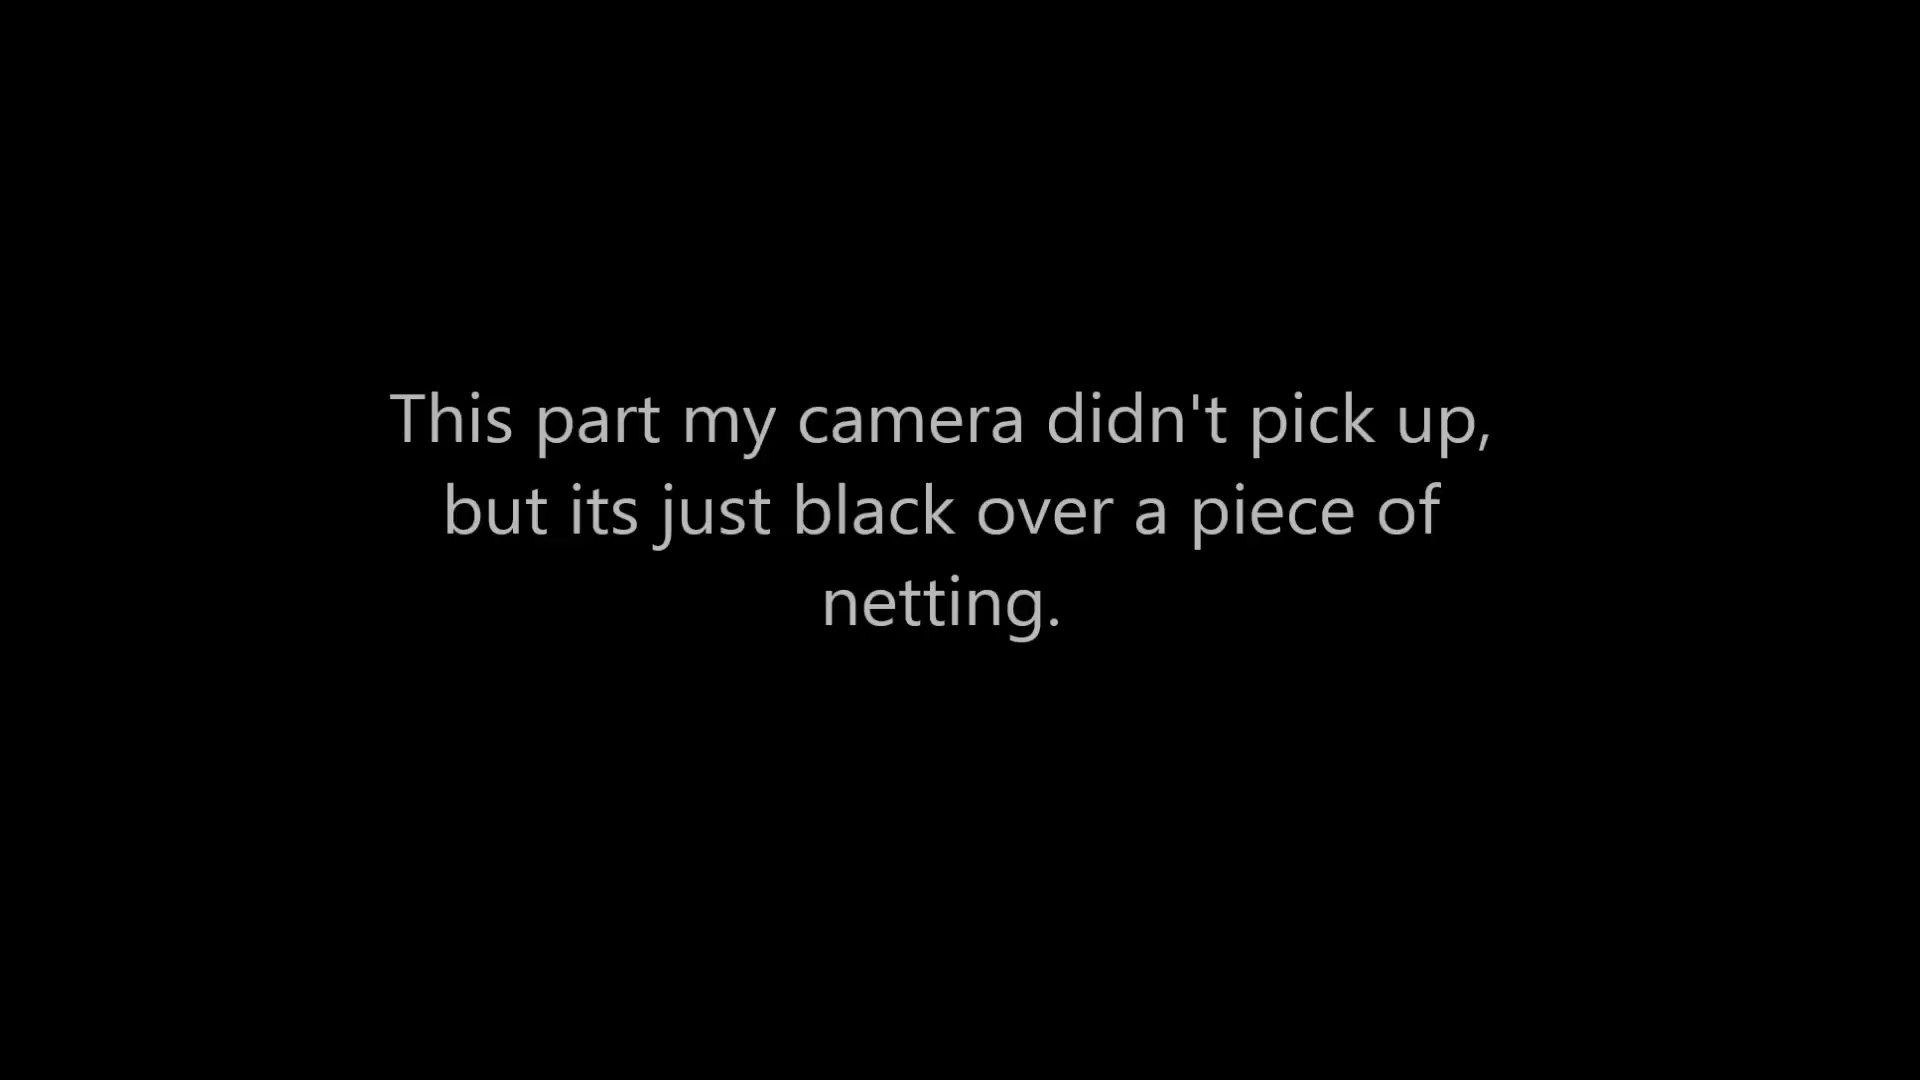 This part my camera didn't pick up,
but its just black over a piece of
netting.